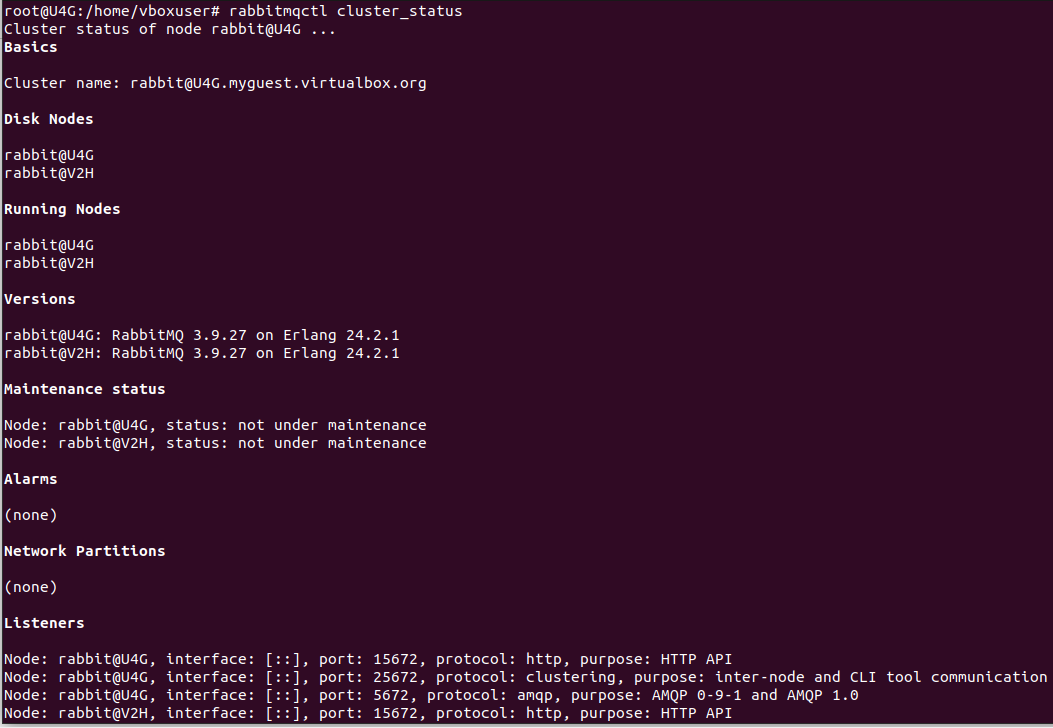 root@U4G:/home/vboxuser# rabbitmqctl cluster_status
Cluster status of node rabbit@U4G ...
Basics
Cluster name: rabbit@U4G.myguest.virtualbox.org
Disk Nodes
rabbit@U4G
rabbit@V2H
Running Nodes
rabbit@U4G
rabbit@V2H
Versions
rabbit@U4G: RabbitMQ 3.9.27 on Erlang 24.2.1
rabbit@V2H: RabbitMQ 3.9.27 on Erlang 24.2.1
Maintenance status
Node: rabbit@U4G, status: not under maintenance
Node: rabbit@V2H, status: not under maintenance
Alarms
(none)
Network Partitions
(none)
Listeners
Node: rabbit@U4G, interface: [::], port: 15672, protocol: http, purpose: HTTP API
Node: rabbit@U4G, interface: [::], port: 25672, protocol: clustering, purpose: inter-node and CLI tool communication
Node: rabbit@U4G, interface: [::], port: 5672, protocol: amqp, purpose: AMQP 0-9-1 and AMQP 1.0
Node: rabbit@V2H, interface: [::], port: 15672, protocol: http, purpose: HTTP API